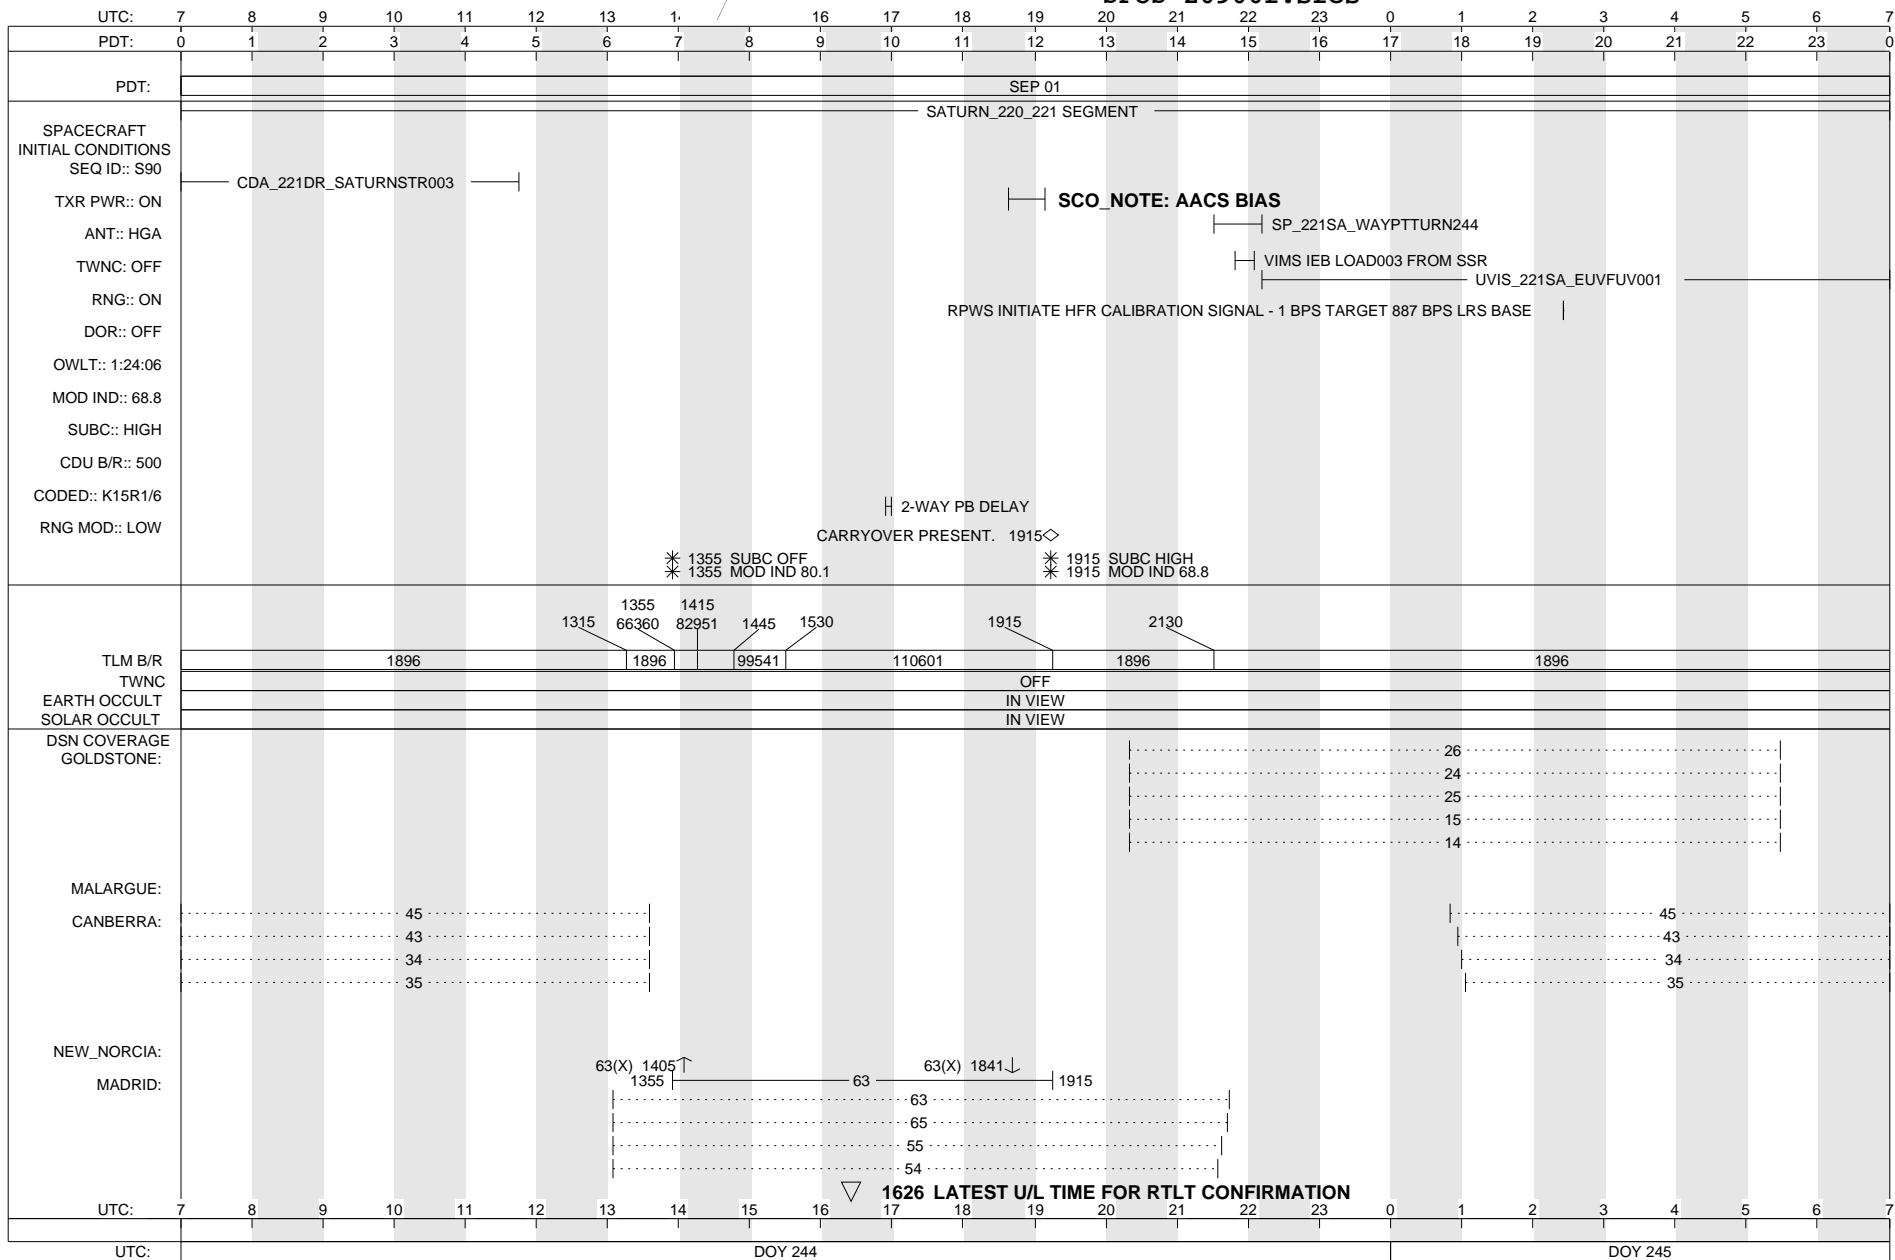 UTC: 7 8 9 10 11 12 13 14 16 17 18 19 20 21 22 23 0 1 2 3 4 5 6 7
PDT: 0 1 2 3 4 5 6 7 8 9 10 11 12 13 14 15 16 17 18 19 20 21 22 23 0
PDT: SEP 01
SATURN_220_221 SEGMENT
SPACECRAFT
INITIAL CONDITIONS
SEQ ID:: S90
CDA_221DR_SATURNSTR003
TXR PWR:: ON
SCO_NOTE: AACS BIAS
SP_221SA_WAYPTTURN244
ANT:: HGA
VIMS IEB LOAD003 FROM SSR
TWNC: OFF
UVIS_221SA_EUVFUV001
RNG:: ON
RPWS INITIATE HFR CALIBRATION SIGNAL - 1 BPS TARGET 887 BPS LRS BASE
DOR:: OFF
OWLT:: 1:24:06
MOD IND:: 68.8
SUBC:: HIGH
CDU B/R:: 500
CODED:: K15R1/6
2-WAY PB DELAY
RNG MOD:: LOW
CARRYOVER PRESENT. 1915
1355 SUBC OFF 1915 SUBC HIGH
1355 MOD IND 80.1 1915 MOD IND 68.8
1355 1415
1315 66360 82951 1445 1530 1915 2130
TLM B/R 1896 1896 99541 110601 1896 1896
TWNC OFF
EARTH OCCULT IN VIEW
SOLAR OCCULT IN VIEW
DSN COVERAGE
GOLDSTONE:
26
24
25
15
14
MALARGUE:
CANBERRA:
45 45
43 43
34 34
35 35
NEW_NORCIA:
63(X) 1405 63(X) 1841
MADRID:
1355 63 1915
63
65
55
54
1626 LATEST U/L TIME FOR RTLT CONFIRMATION
UTC: 7 8 9 10 11 12 13 14 15 16 17 18 19 20 21 22 23 0 1 2 3 4 5 6 7
UTC: DOY 244 DOY 245